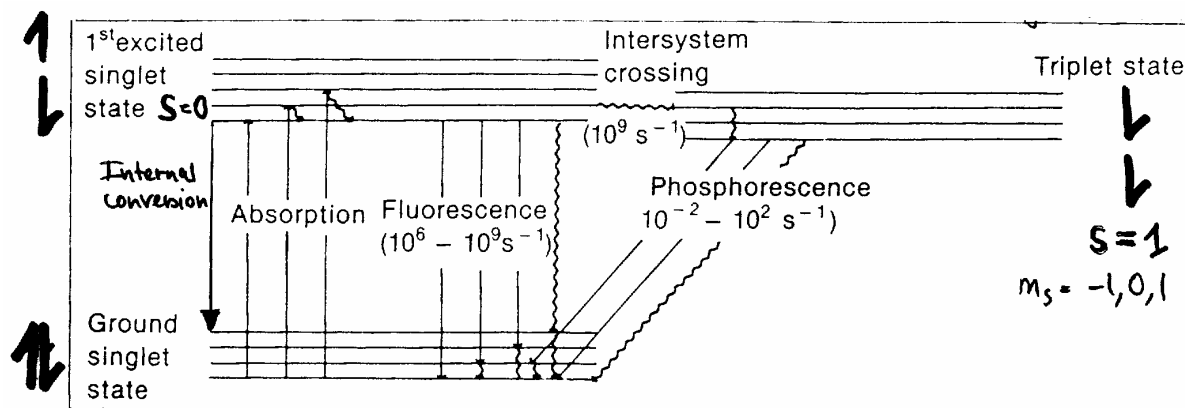 1st excited
singlet
state S=0
Intersystem
crossing
Triplet state
(10⁹ s⁻¹)
Internal
conversion
Absorption
Fluorescence
(10⁶ – 10⁹s⁻¹)
Phosphorescence
10⁻² – 10² s⁻¹)
S=1
ms = -1,0,1
Ground
singlet
state